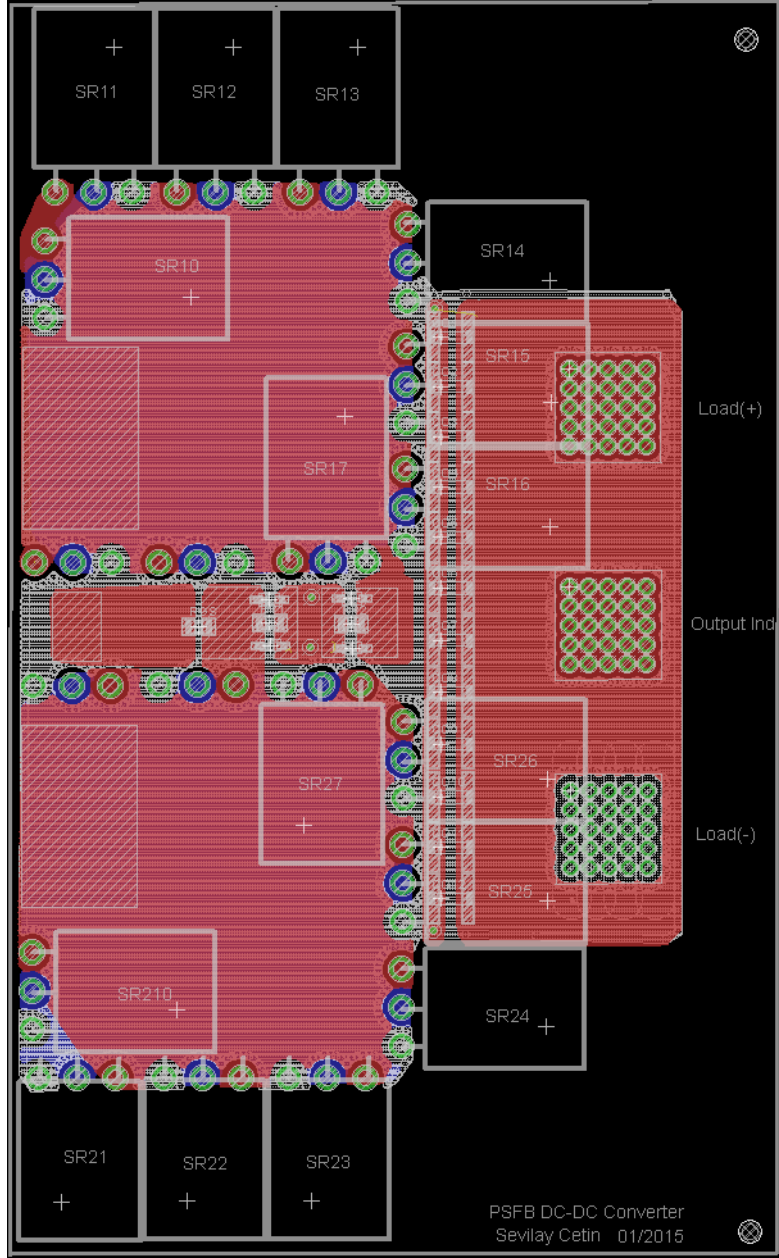 SR11
SR12
SR13
SR14
SR10
SR15
Load(+)
SR17
SR16
Output Ind
SR26
SR27
Load(-)
SR25
SR210
SR24
SR21
SR22
SR23
PSFB DC-DC Converter
Sevilay Cetin 01/2015